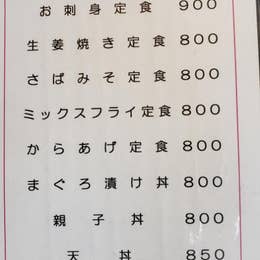 お刺身定食 900
生姜焼き定食 800
さばみそ定食 800
ミックスフライ定食 800
からあげ定食 800
まぐろ漬け丼 800
親子丼 800
天丼 850